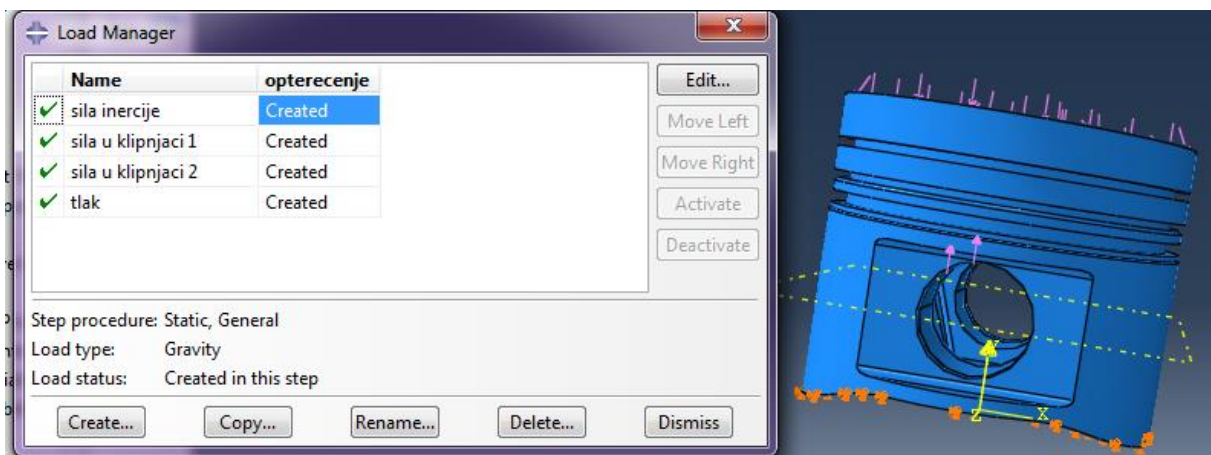 Load Manager
Name opterecenje
sila inercije Created
sila u klipnjaci 1 Created
sila u klipnjaci 2 Created
tlak Created
Edit...
Move Left
Move Right
Activate
Deactivate
Step procedure: Static, General
Load type: Gravity
Load status: Created in this step
Create... Copy... Rename... Delete... Dismiss
Y
Z X